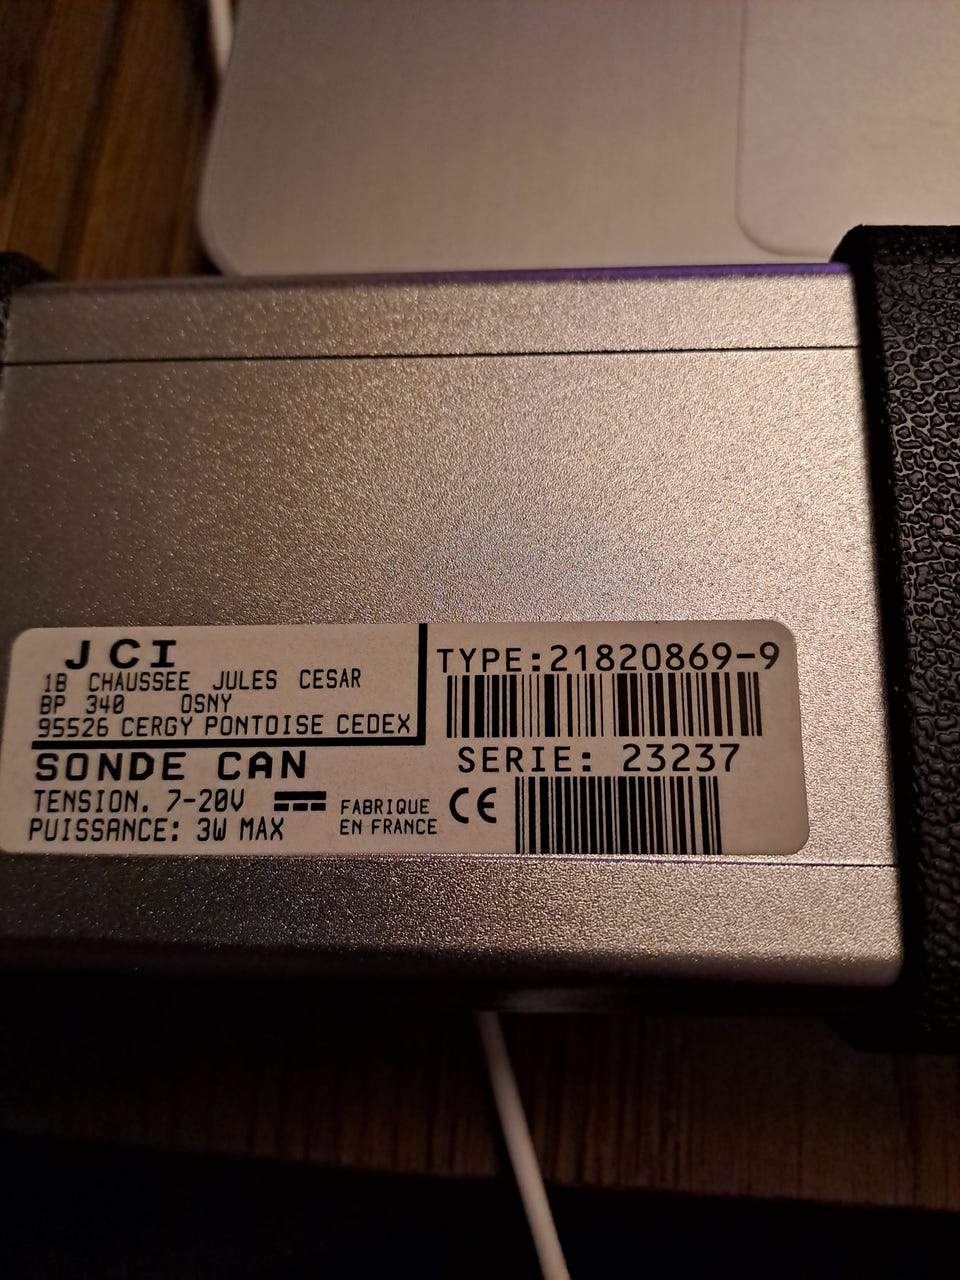 JCI
1B CHAUSSEE JULES CESAR
BP 340 OSNY
95526 CERGY PONTOISE CEDEX
SONDE CAN
TENSION. 7-20V
PUISSANCE: 3W MAX
FABRIQUE
EN FRANCE
CE
TYPE:21820869-9
SERIE: 23237